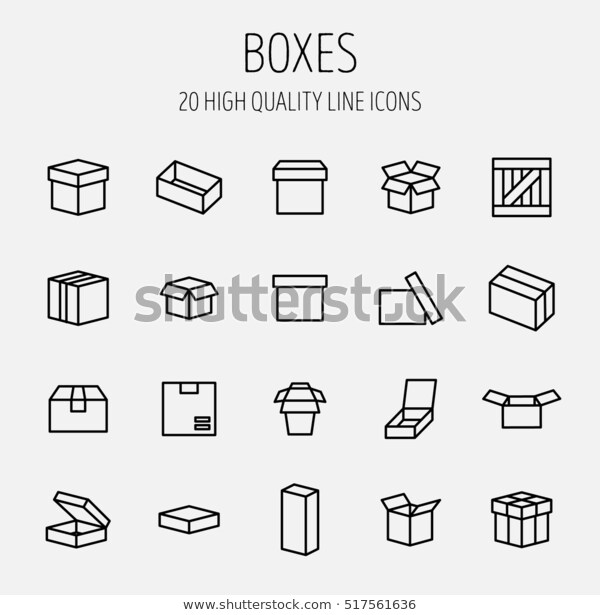 BOXES
20 HIGH QUALITY LINE ICONS
shutterstock
www.shutterstock.com · 517561636